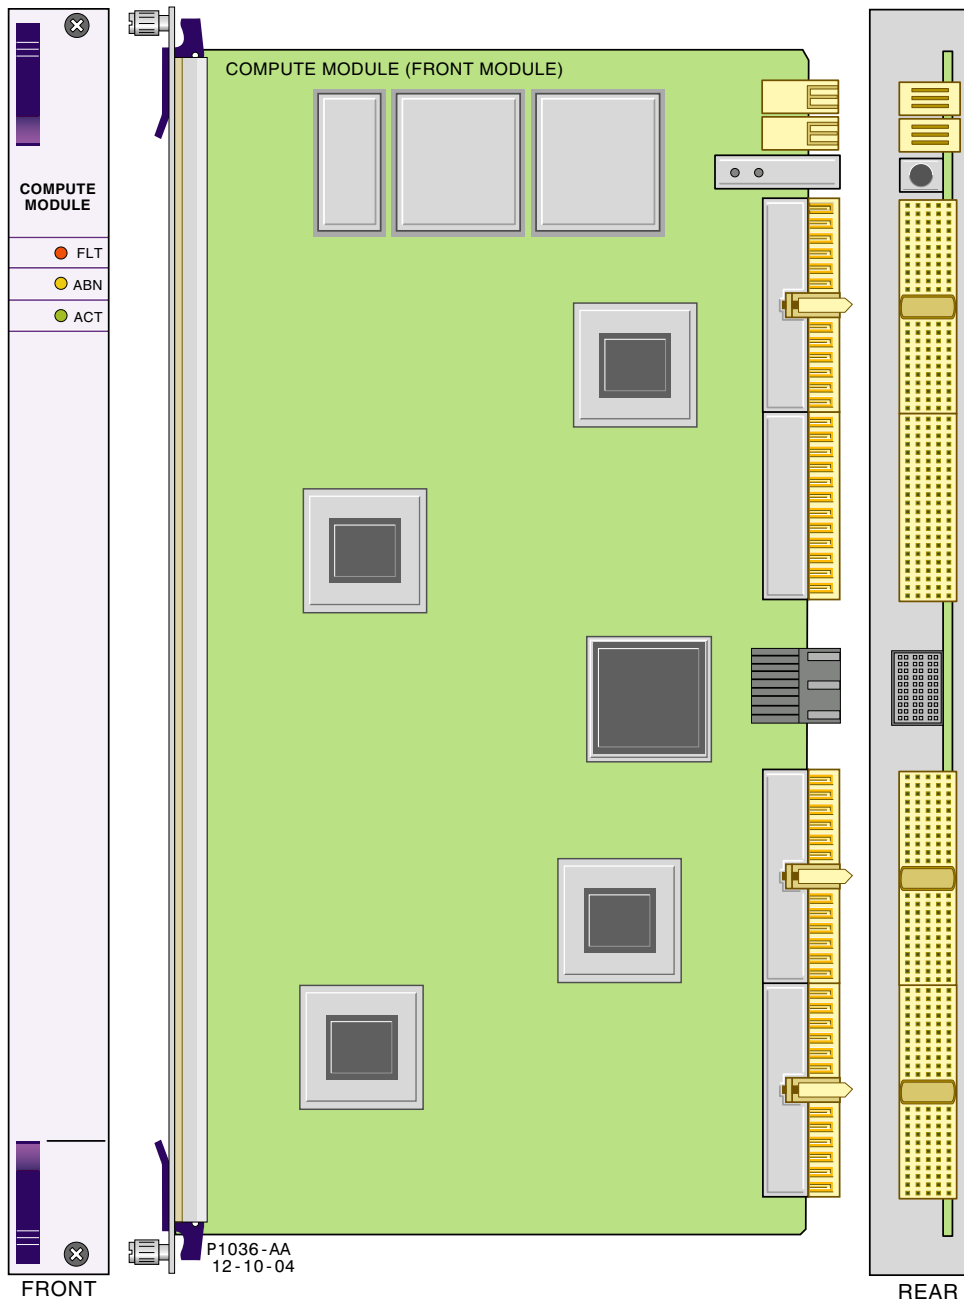 COMPUTE MODULE (FRONT MODULE)
COMPUTE
MODULE
FLT
ABN
ACT
P1036-AA
12-10-04
FRONT
REAR